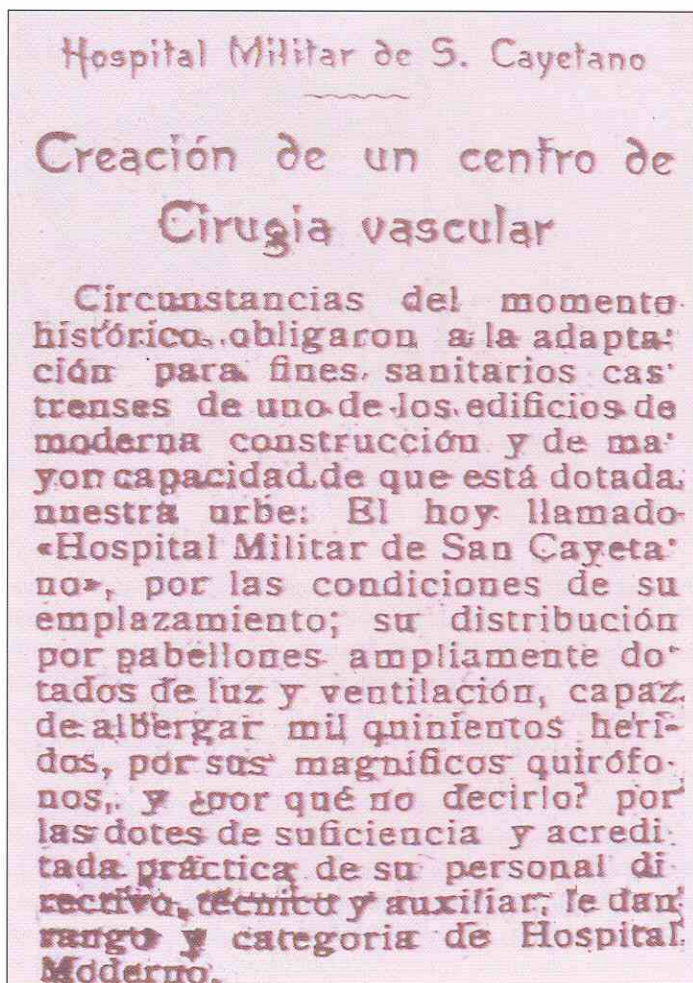 Hospital Militar de S. Cayetano
Creación de un centro de
Cirugia vascular
Circunstancias del momento
histórico, obligaron a la adapta-
ción para fines, sanitarios cas-
trenses de uno de los edificios de
moderna construcción y de ma-
yor capacidad de que está dotada
nuestra urbe: El hoy llamado
«Hospital Militar de San Cayeta-
no», por las condiciones de su
emplazamiento; su distribución
por pabellones ampliamente do-
tados de luz y ventilación, capaz
de albergar mil quinientos heri-
dos, por sus magníficos quirófo-
nos, y ¿por qué no decirlo? por
las dotes de suficiencia y acredi-
tada práctica de su personal di-
rectivo, técnico y auxiliar, le dan
rango y categoria de Hospital
Moderno.